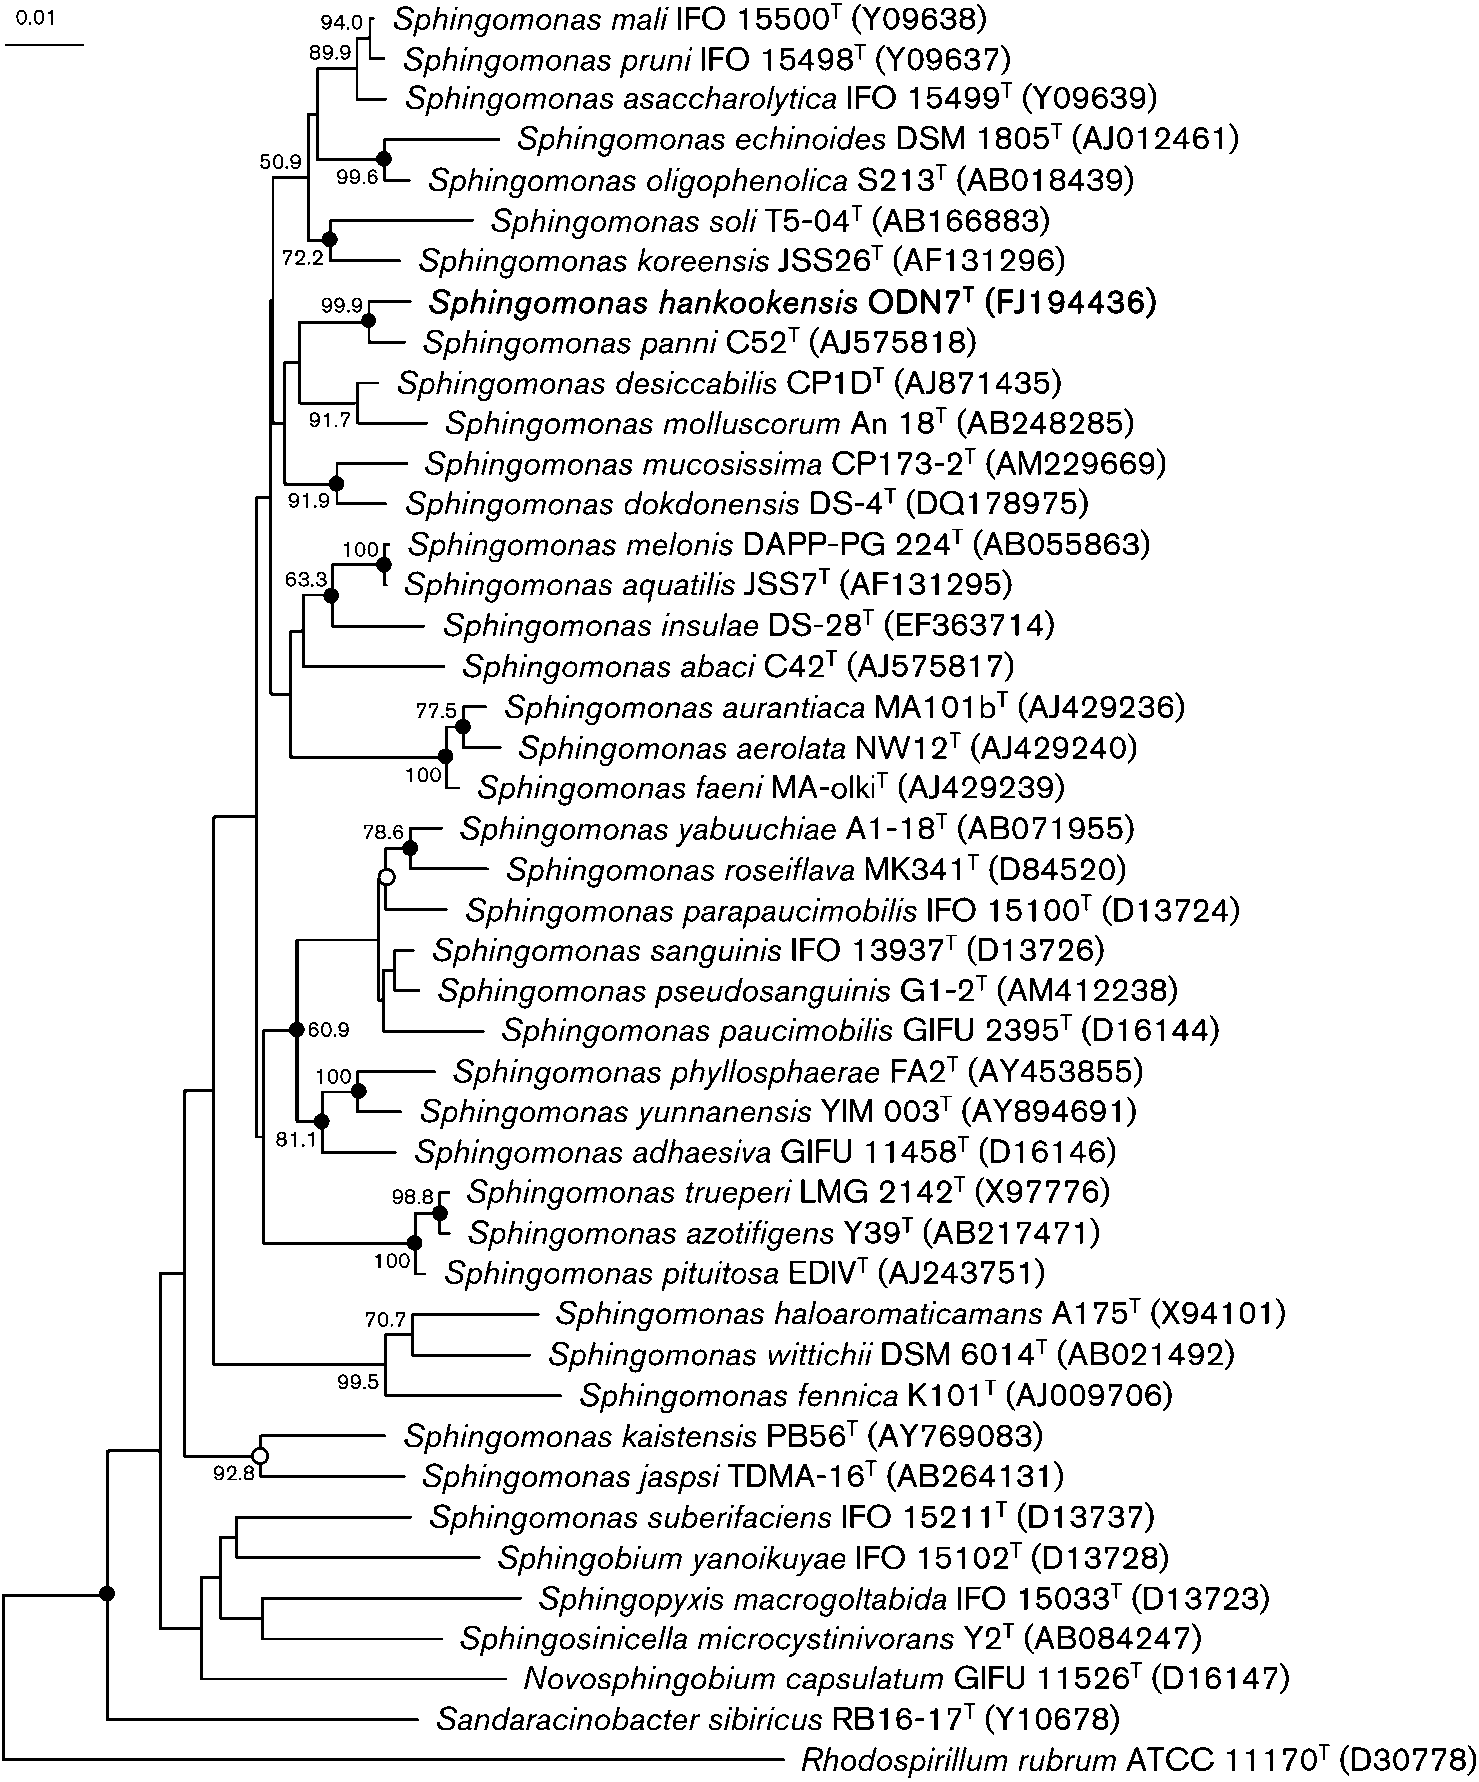 0.01
94.0 Sphingomonas mali IFO 15500T (Y09638)
89.9 Sphingomonas pruni IFO 15498T (Y09637)
Sphingomonas asaccharolytica IFO 15499T (Y09639)
Sphingomonas echinoides DSM 1805T (AJ012461)
50.9
99.6 Sphingomonas oligophenolica S213T (AB018439)
Sphingomonas soli T5-04T (AB166883)
72.2 Sphingomonas koreensis JSS26T (AF131296)
99.9 Sphingomonas hankookensis ODN7T (FJ194436)
Sphingomonas panni C52T (AJ575818)
Sphingomonas desiccabilis CP1DT (AJ871435)
91.7 Sphingomonas molluscorum An 18T (AB248285)
Sphingomonas mucosissima CP173-2T (AM229669)
91.9 Sphingomonas dokdonensis DS-4T (DQ178975)
100 Sphingomonas melonis DAPP-PG 224T (AB055863)
63.3 Sphingomonas aquatilis JSS7T (AF131295)
Sphingomonas insulae DS-28T (EF363714)
Sphingomonas abaci C42T (AJ575817)
77.5 Sphingomonas aurantiaca MA101bT (AJ429236)
Sphingomonas aerolata NW12T (AJ429240)
100 Sphingomonas faeni MA-olkiT (AJ429239)
78.6 Sphingomonas yabuuchiae A1-18T (AB071955)
Sphingomonas roseiflava MK341T (D84520)
Sphingomonas parapaucimobilis IFO 15100T (D13724)
Sphingomonas sanguinis IFO 13937T (D13726)
Sphingomonas pseudosanguinis G1-2T (AM412238)
60.9 Sphingomonas paucimobilis GIFU 2395T (D16144)
100 Sphingomonas phyllosphaerae FA2T (AY453855)
Sphingomonas yunnanensis YIM 003T (AY894691)
81.1 Sphingomonas adhaesiva GIFU 11458T (D16146)
98.8 Sphingomonas trueperi LMG 2142T (X97776)
Sphingomonas azotifigens Y39T (AB217471)
100 Sphingomonas pituitosa EDIVT (AJ243751)
70.7 Sphingomonas haloaromaticamans A175T (X94101)
Sphingomonas wittichii DSM 6014T (AB021492)
99.5 Sphingomonas fennica K101T (AJ009706)
Sphingomonas kaistensis PB56T (AY769083)
92.8 Sphingomonas jaspsi TDMA-16T (AB264131)
Sphingomonas suberifaciens IFO 15211T (D13737)
Sphingobium yanoikuyae IFO 15102T (D13728)
Sphingopyxis macrogoltabida IFO 15033T (D13723)
Sphingosinicella microcystinivorans Y2T (AB084247)
Novosphingobium capsulatum GIFU 11526T (D16147)
Sandaracinobacter sibiricus RB16-17T (Y10678)
Rhodospirillum rubrum ATCC 11170T (D30778)